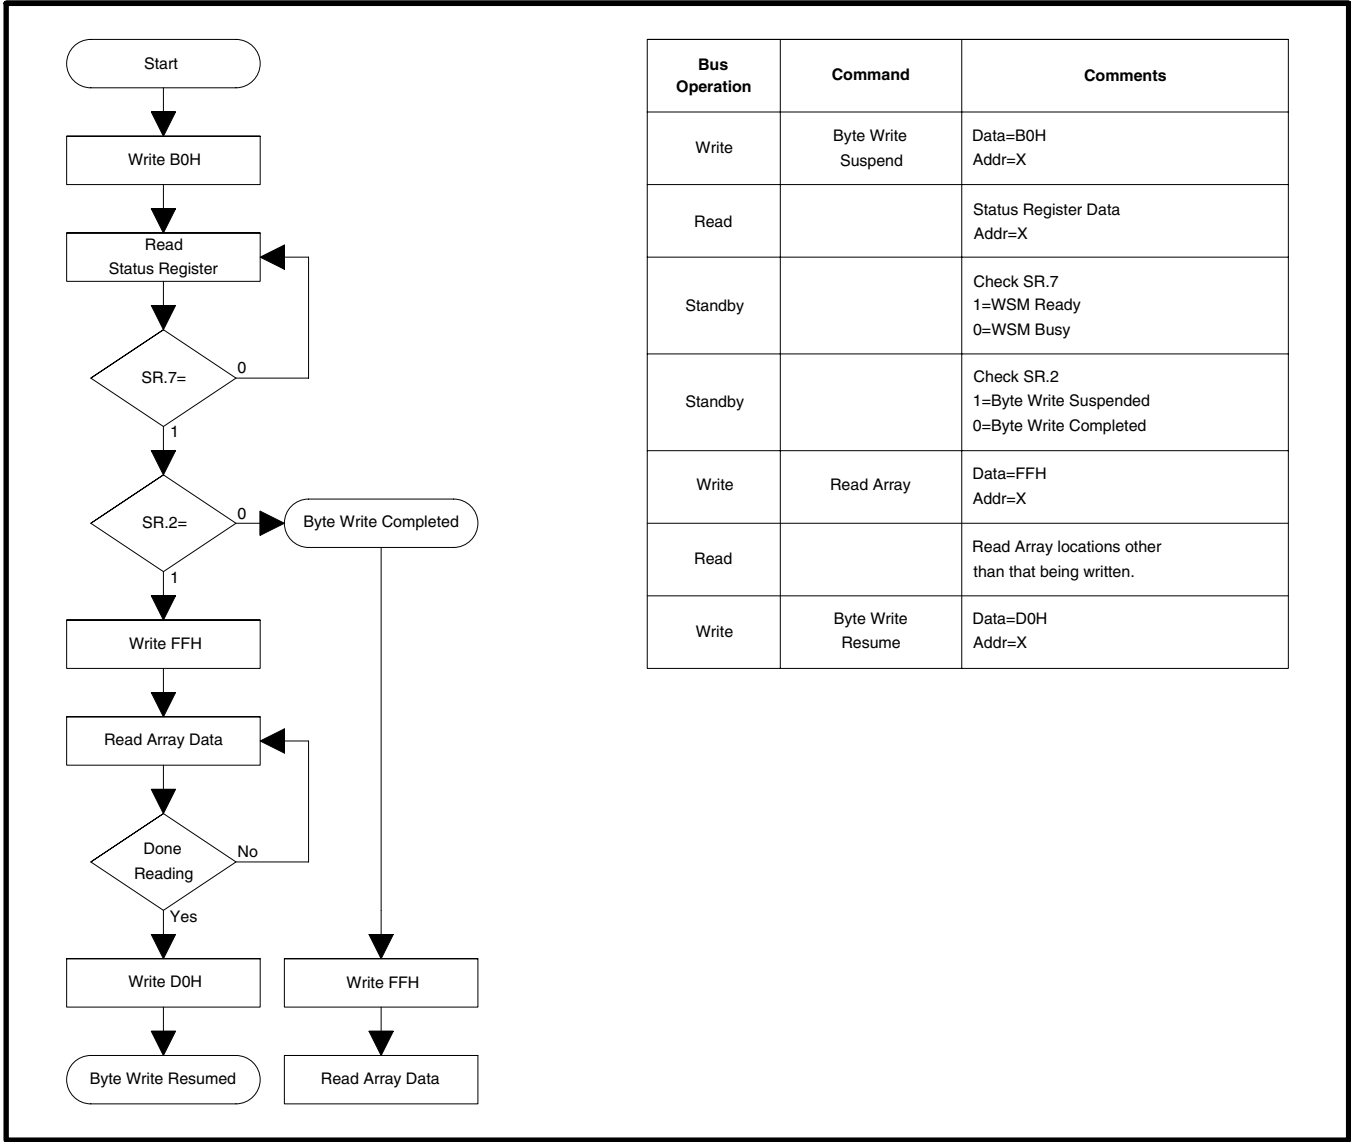 Start
Write B0H
Read
Status Register
SR.7=
0
1
SR.2=
0
Byte Write Completed
1
Write FFH
Read Array Data
Done
Reading
No
Yes
Write D0H
Write FFH
Byte Write Resumed
Read Array Data
Bus
Operation
Command
Comments
Write
Byte Write
Suspend
Data=B0H
Addr=X
Read
Status Register Data
Addr=X
Standby
Check SR.7
1=WSM Ready
0=WSM Busy
Standby
Check SR.2
1=Byte Write Suspended
0=Byte Write Completed
Write
Read Array
Data=FFH
Addr=X
Read
Read Array locations other
than that being written.
Write
Byte Write
Resume
Data=D0H
Addr=X